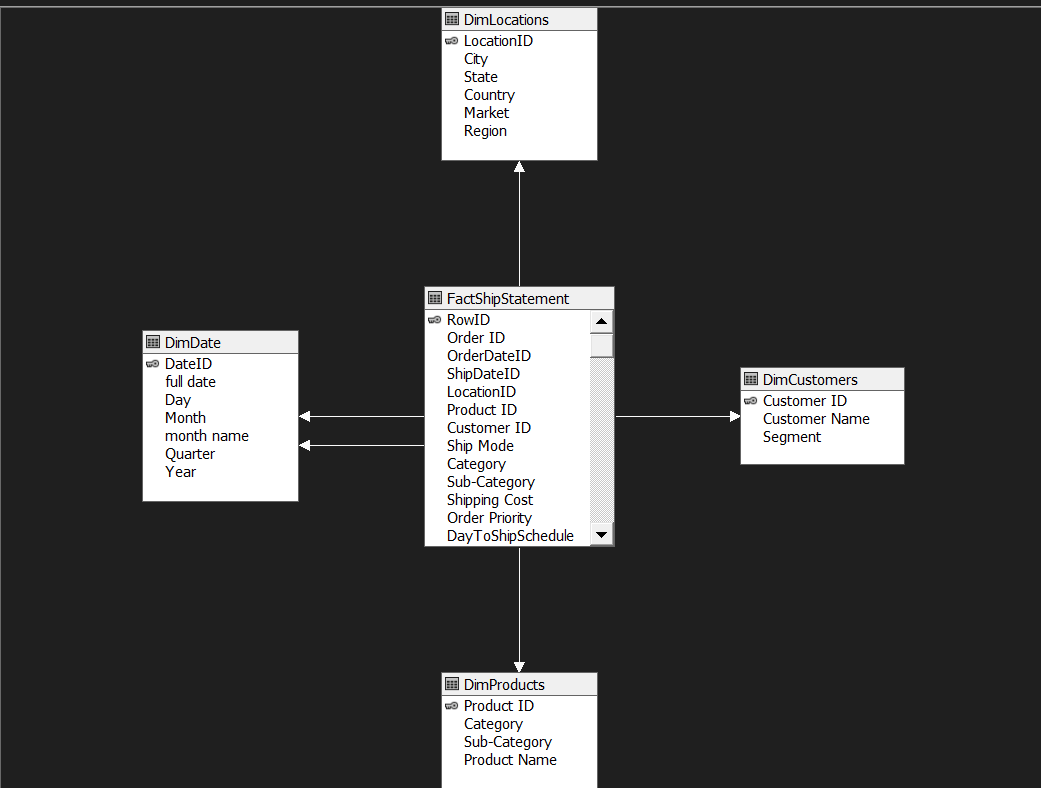 DimLocations
LocationID
City
State
Country
Market
Region
FactShipStatement
RowID
Order ID
OrderDateID
ShipDateID
LocationID
Product ID
Customer ID
Ship Mode
Category
Sub-Category
Shipping Cost
Order Priority
DayToShipSchedule
DimDate
DateID
full date
Day
Month
month name
Quarter
Year
DimCustomers
Customer ID
Customer Name
Segment
DimProducts
Product ID
Category
Sub-Category
Product Name